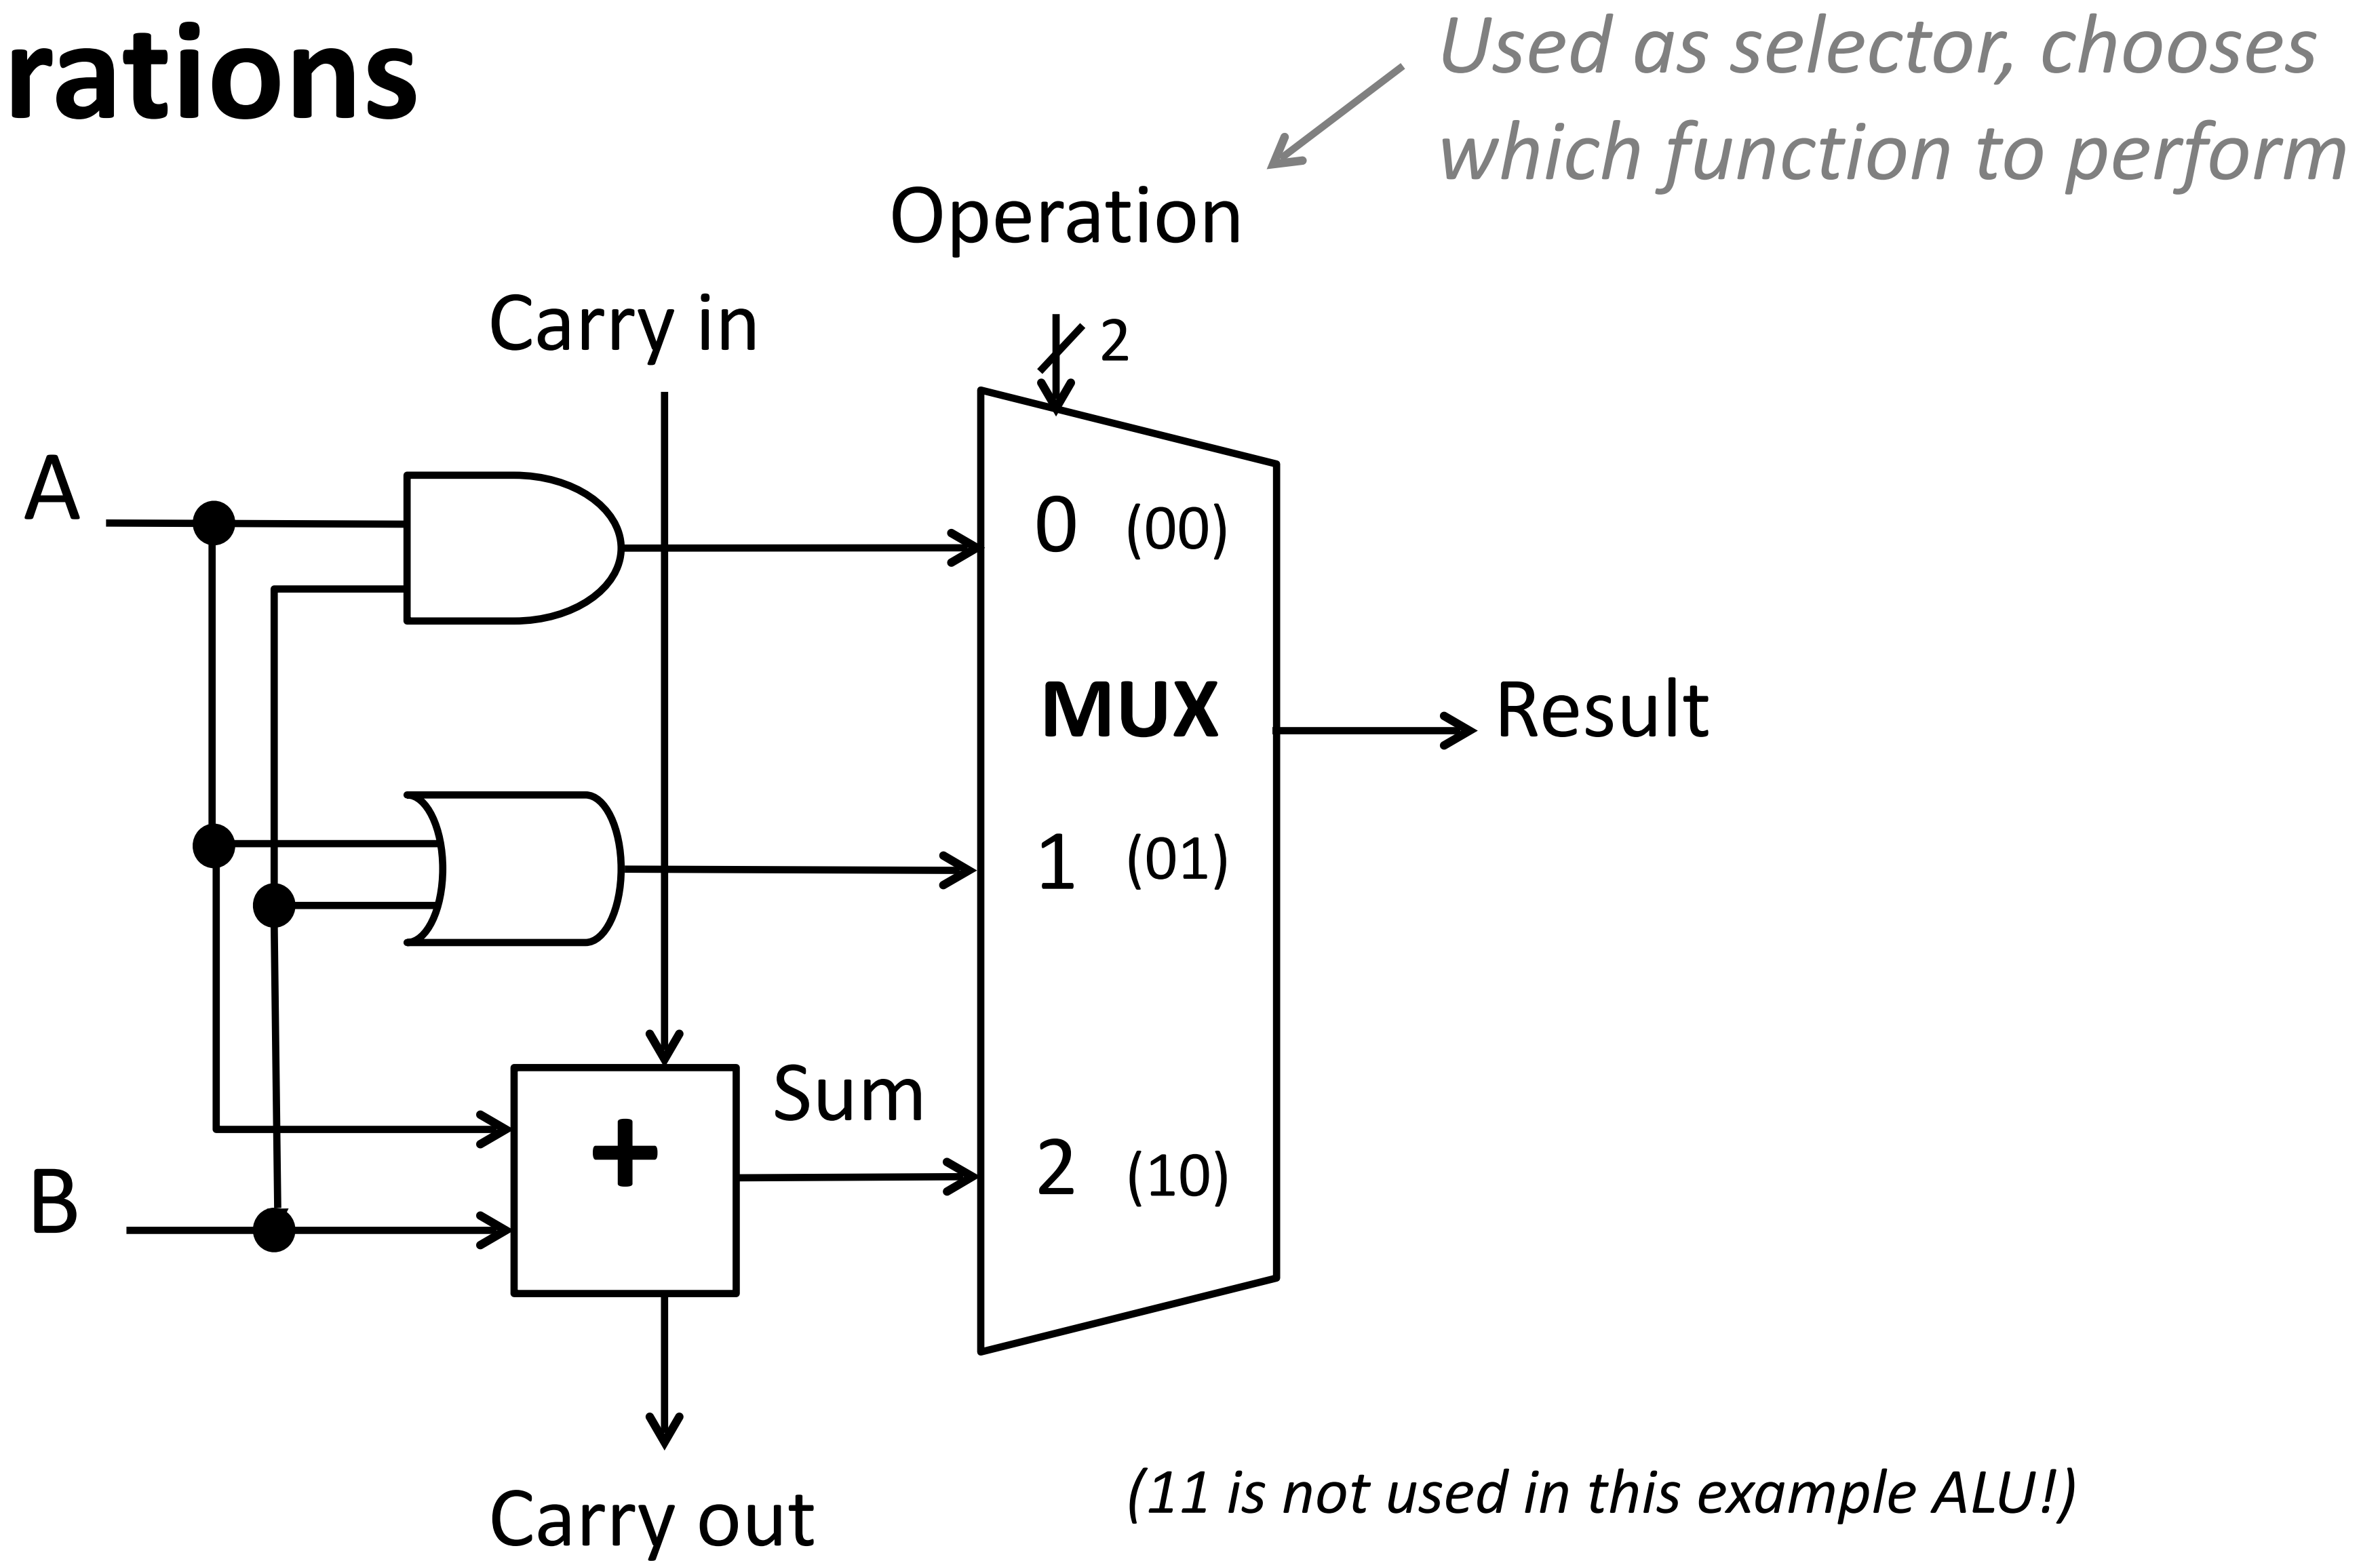 rations
Used as selector, chooses
which function to perform
Operation
Carry in
2
A
0 (00)
MUX
Result
1 (01)
Sum
+
2 (10)
B
Carry out
(11 is not used in this example ALU!)